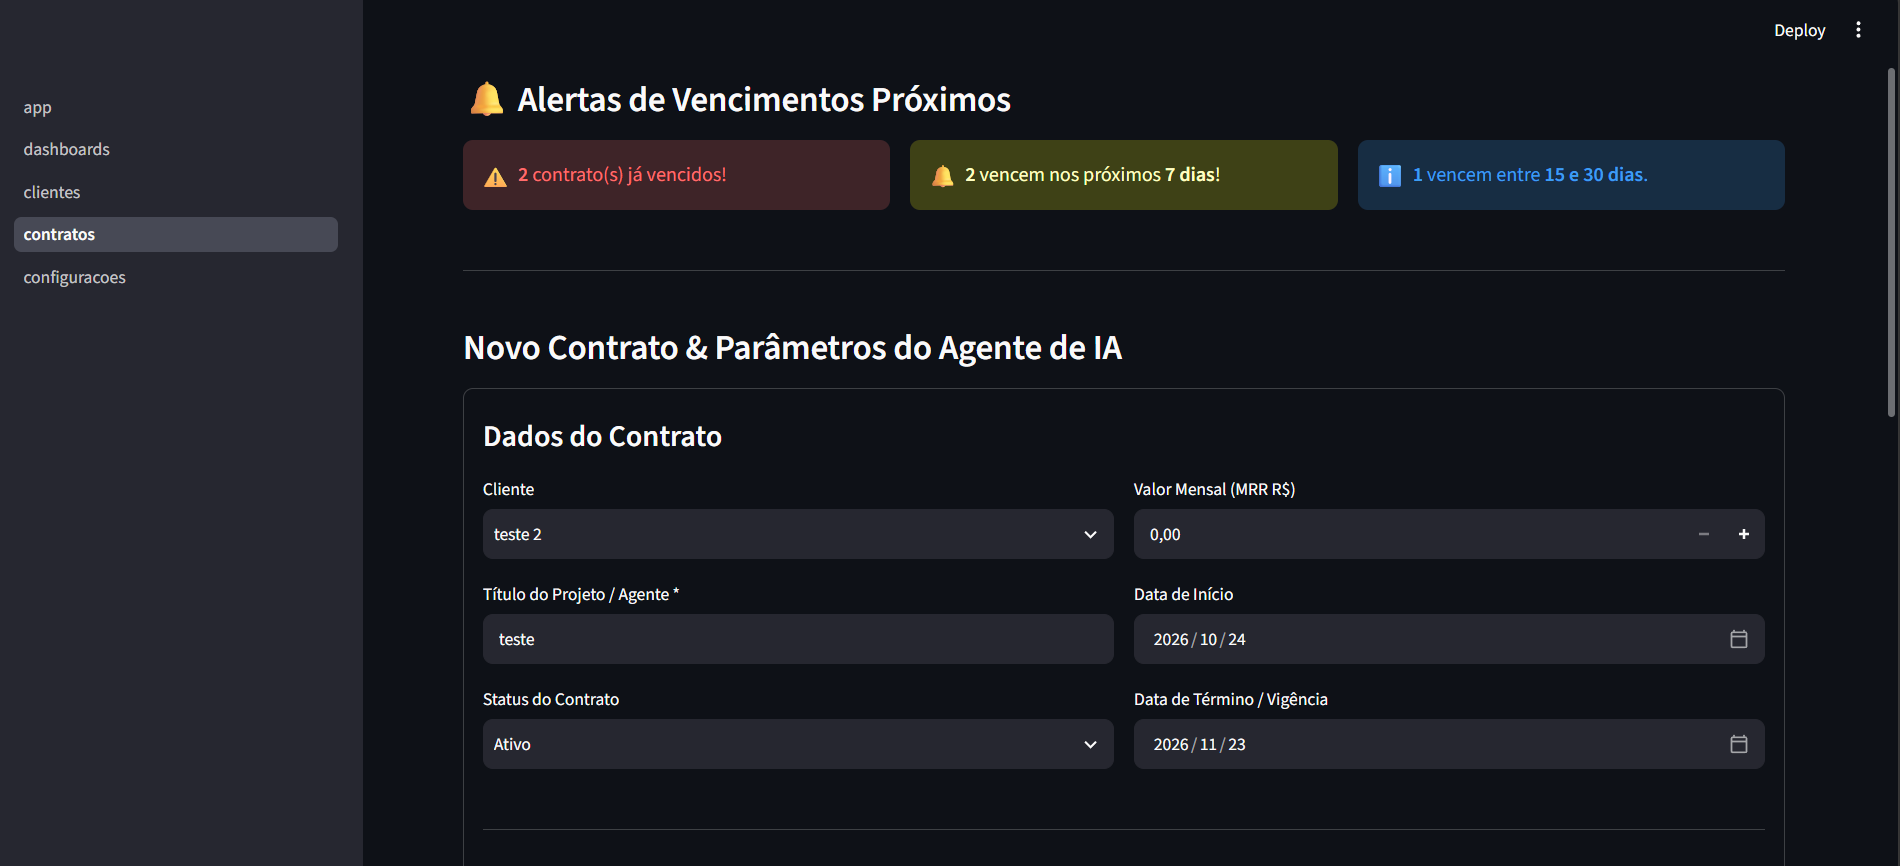 Deploy
app
dashboards
clientes
contratos
configuracoes
Alertas de Vencimentos Próximos
2 contrato(s) já vencidos!
2 vencem nos próximos 7 dias!
1 vencem entre 15 e 30 dias.
Novo Contrato & Parâmetros do Agente de IA
Dados do Contrato
Cliente
teste 2
Valor Mensal (MRR R$)
0,00
Título do Projeto / Agente *
teste
Data de Início
2026/10/24
Status do Contrato
Ativo
Data de Término / Vigência
2026/11/23